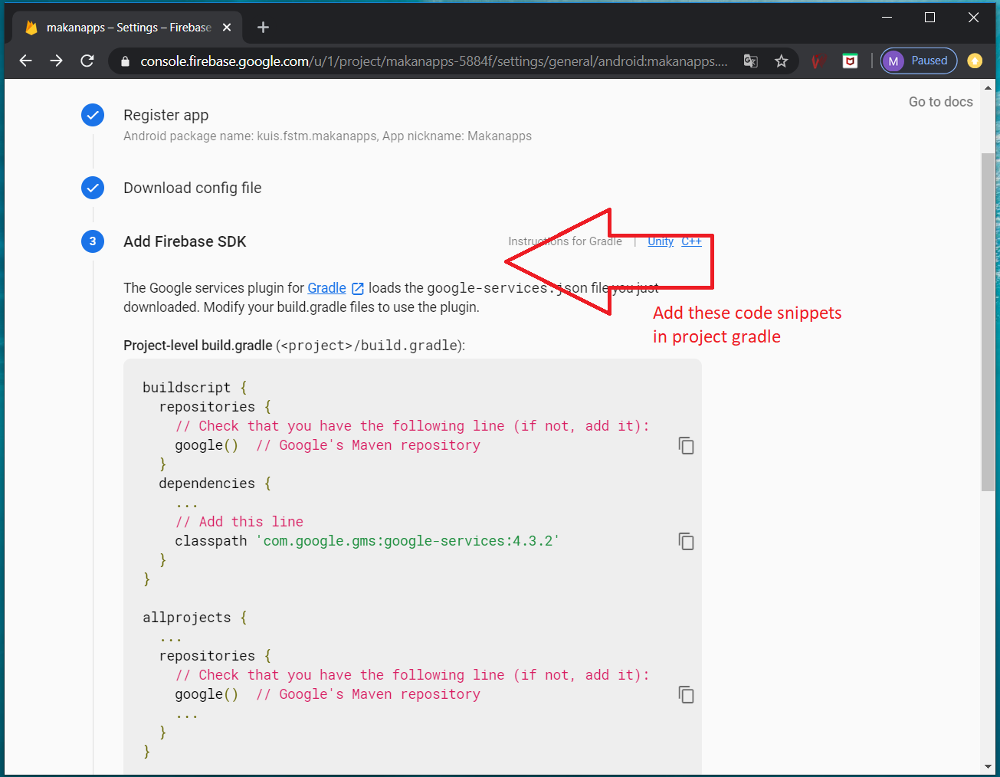 makanapps – Settings – Firebase
console.firebase.google.com/u/1/project/makanapps-5884f/settings/general/android:makanapps....
M Paused
Go to docs
Register app
Android package name: kuis.fstm.makanapps, App nickname: Makanapps
Download config file
3 Add Firebase SDK
Instructions for Gradle | Unity C++
The Google services plugin for Gradle loads the google-services.json file you just
downloaded. Modify your build.gradle files to use the plugin.
Add these code snippets
in project gradle
Project-level build.gradle (<project>/build.gradle):
buildscript {
repositories {
// Check that you have the following line (if not, add it):
google() // Google's Maven repository
}
dependencies {
...
// Add this line
classpath 'com.google.gms:google-services:4.3.2'
}
}
allprojects {
...
repositories {
// Check that you have the following line (if not, add it):
google() // Google's Maven repository
...
}
}